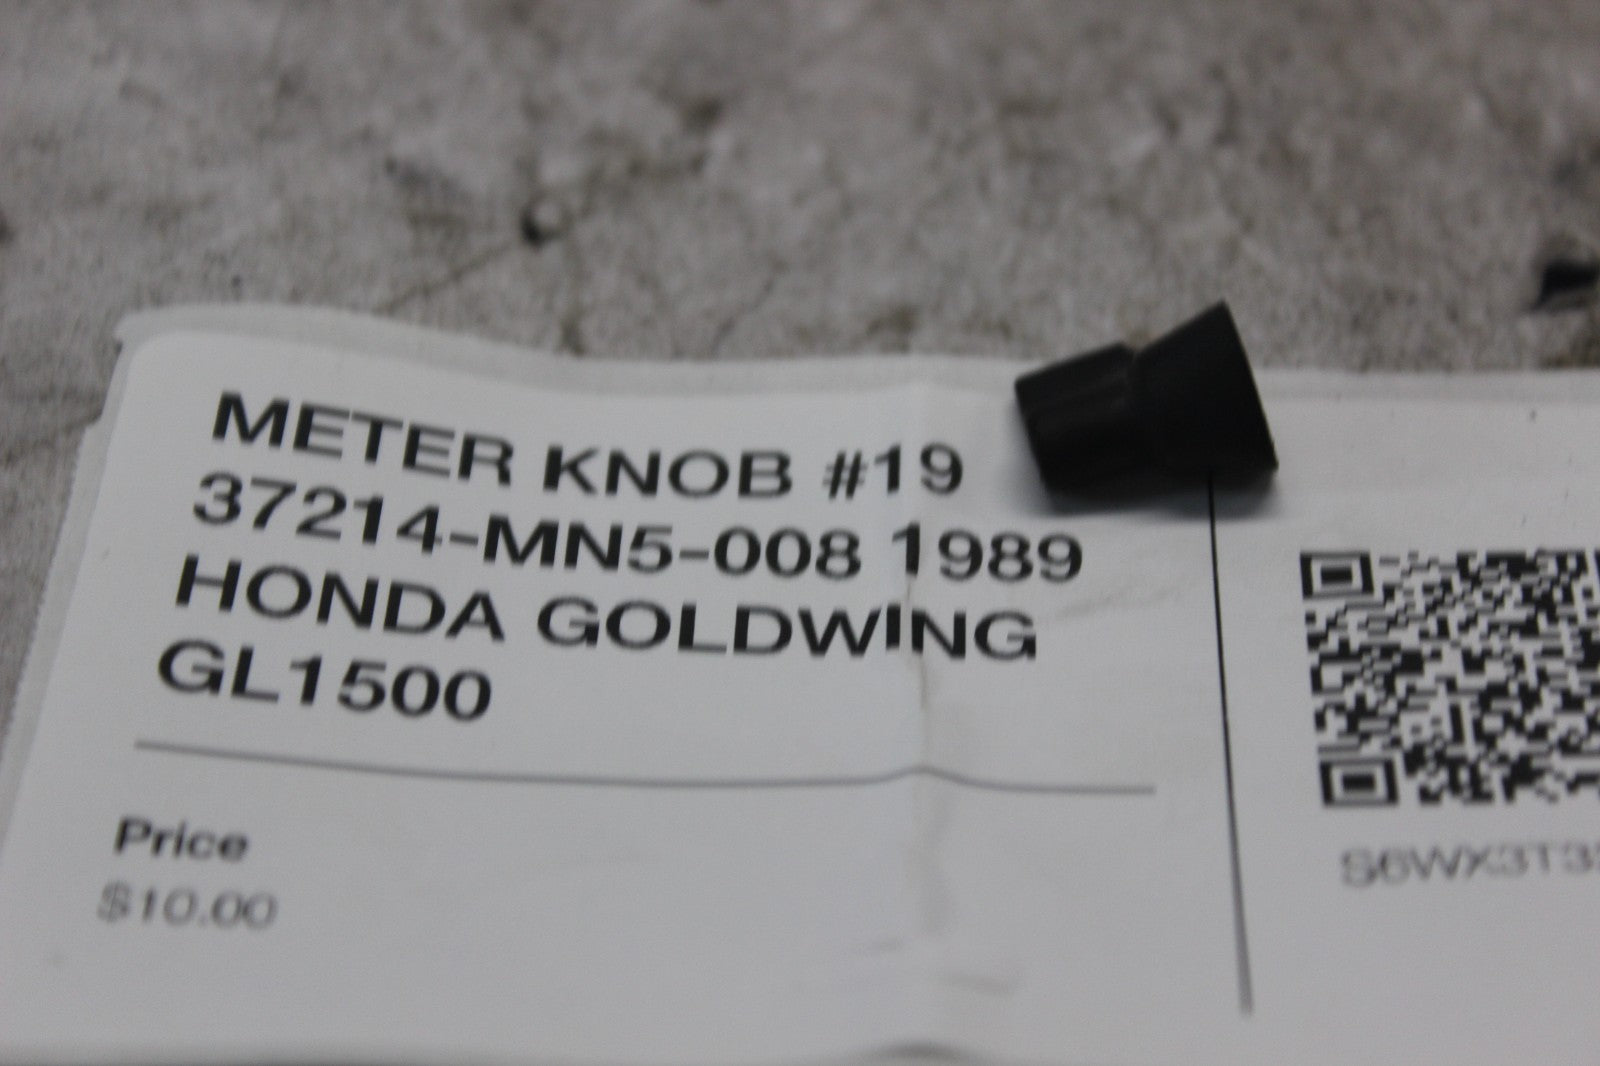 METER KNOB #19
37214-MN5-008 1989
HONDA GOLDWING
GL1500
Price
$10.00